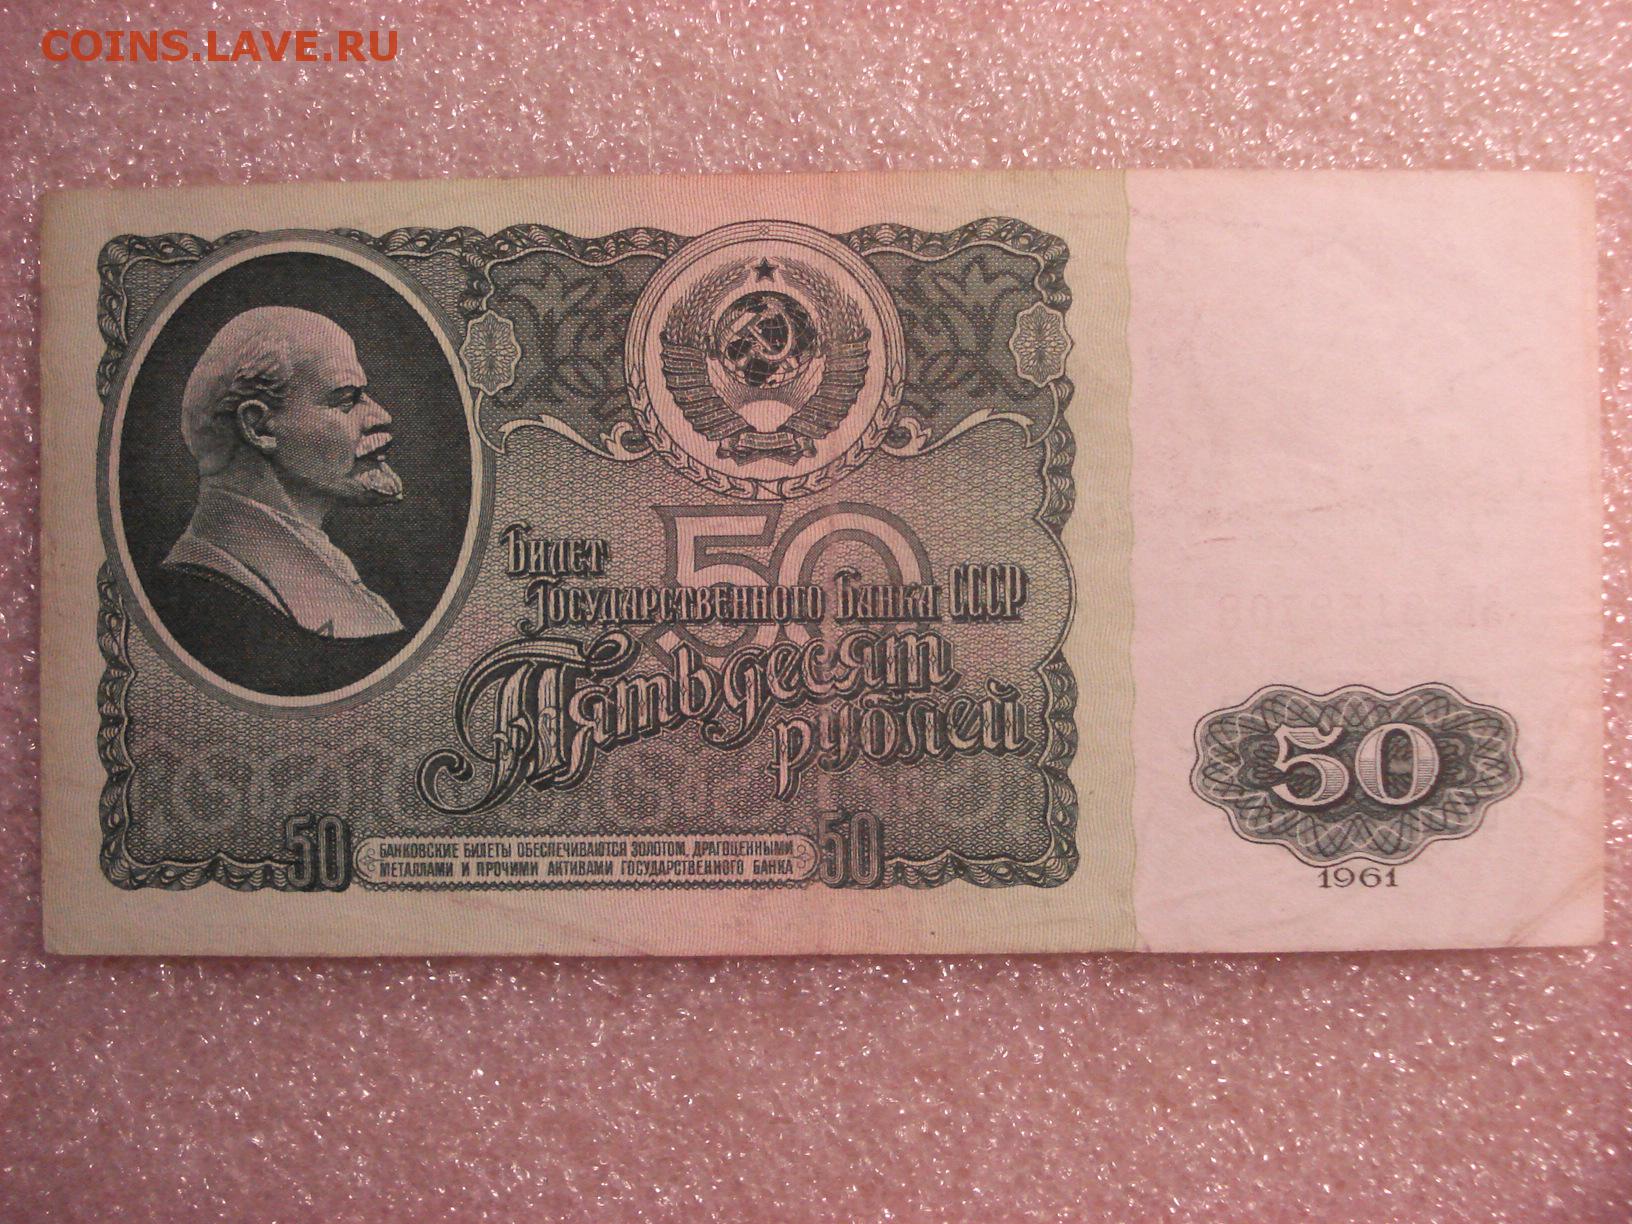 COINS.LAVE.RU
50
Билет
Государственного Банка СССР
Пятьдесят
рублей
50
50 БАНКОВСКИЕ БИЛЕТЫ ОБЕСПЕЧИВАЮТСЯ ЗОЛОТОМ, ДРАГОЦЕННЫМИ 50
МЕТАЛЛАМИ И ПРОЧИМИ АКТИВАМИ ГОСУДАРСТВЕННОГО БАНКА
1961